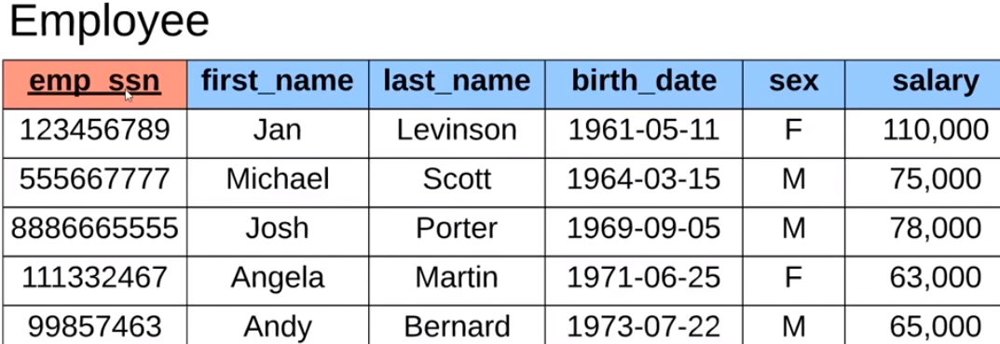 Employee
emp_ssn first_name last_name birth_date sex salary
123456789 Jan Levinson 1961-05-11 F 110,000
555667777 Michael Scott 1964-03-15 M 75,000
8886665555 Josh Porter 1969-09-05 M 78,000
111332467 Angela Martin 1971-06-25 F 63,000
99857463 Andy Bernard 1973-07-22 M 65,000